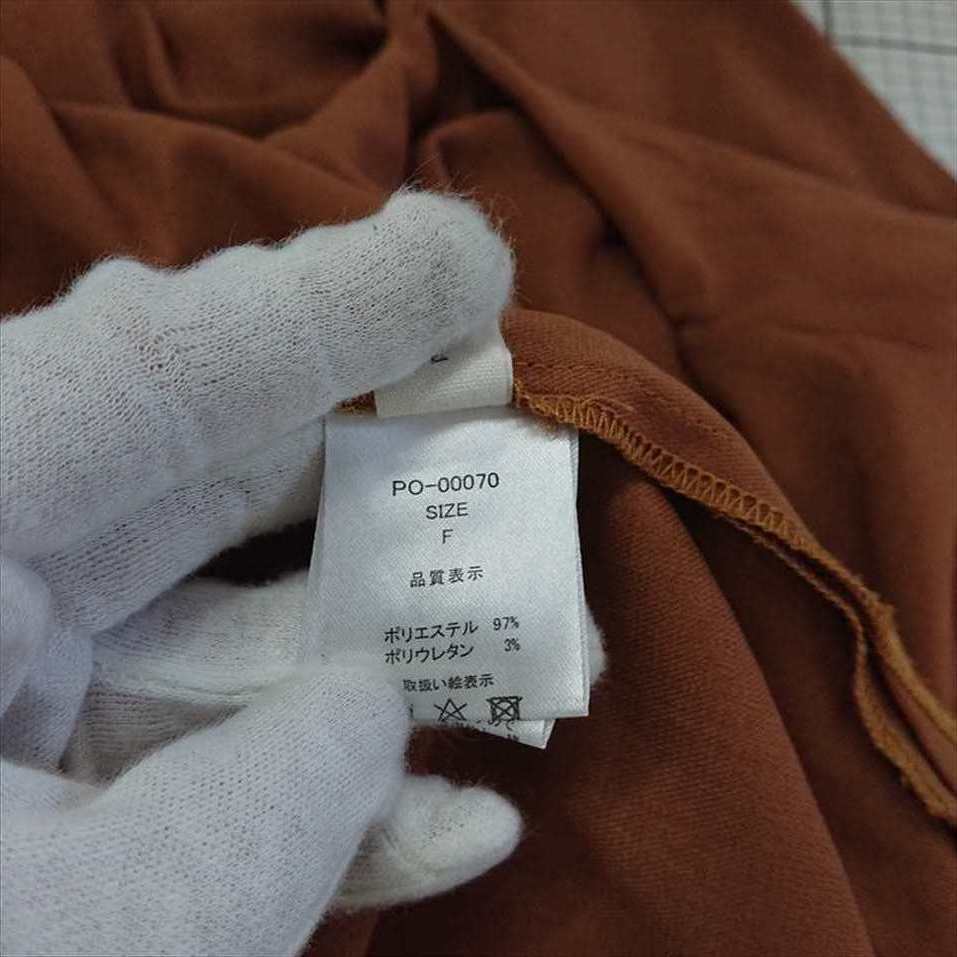 PO-00070
SIZE
F
品質表示
ポリエステル 97%
ポリウレタン 3%
取扱い絵表示